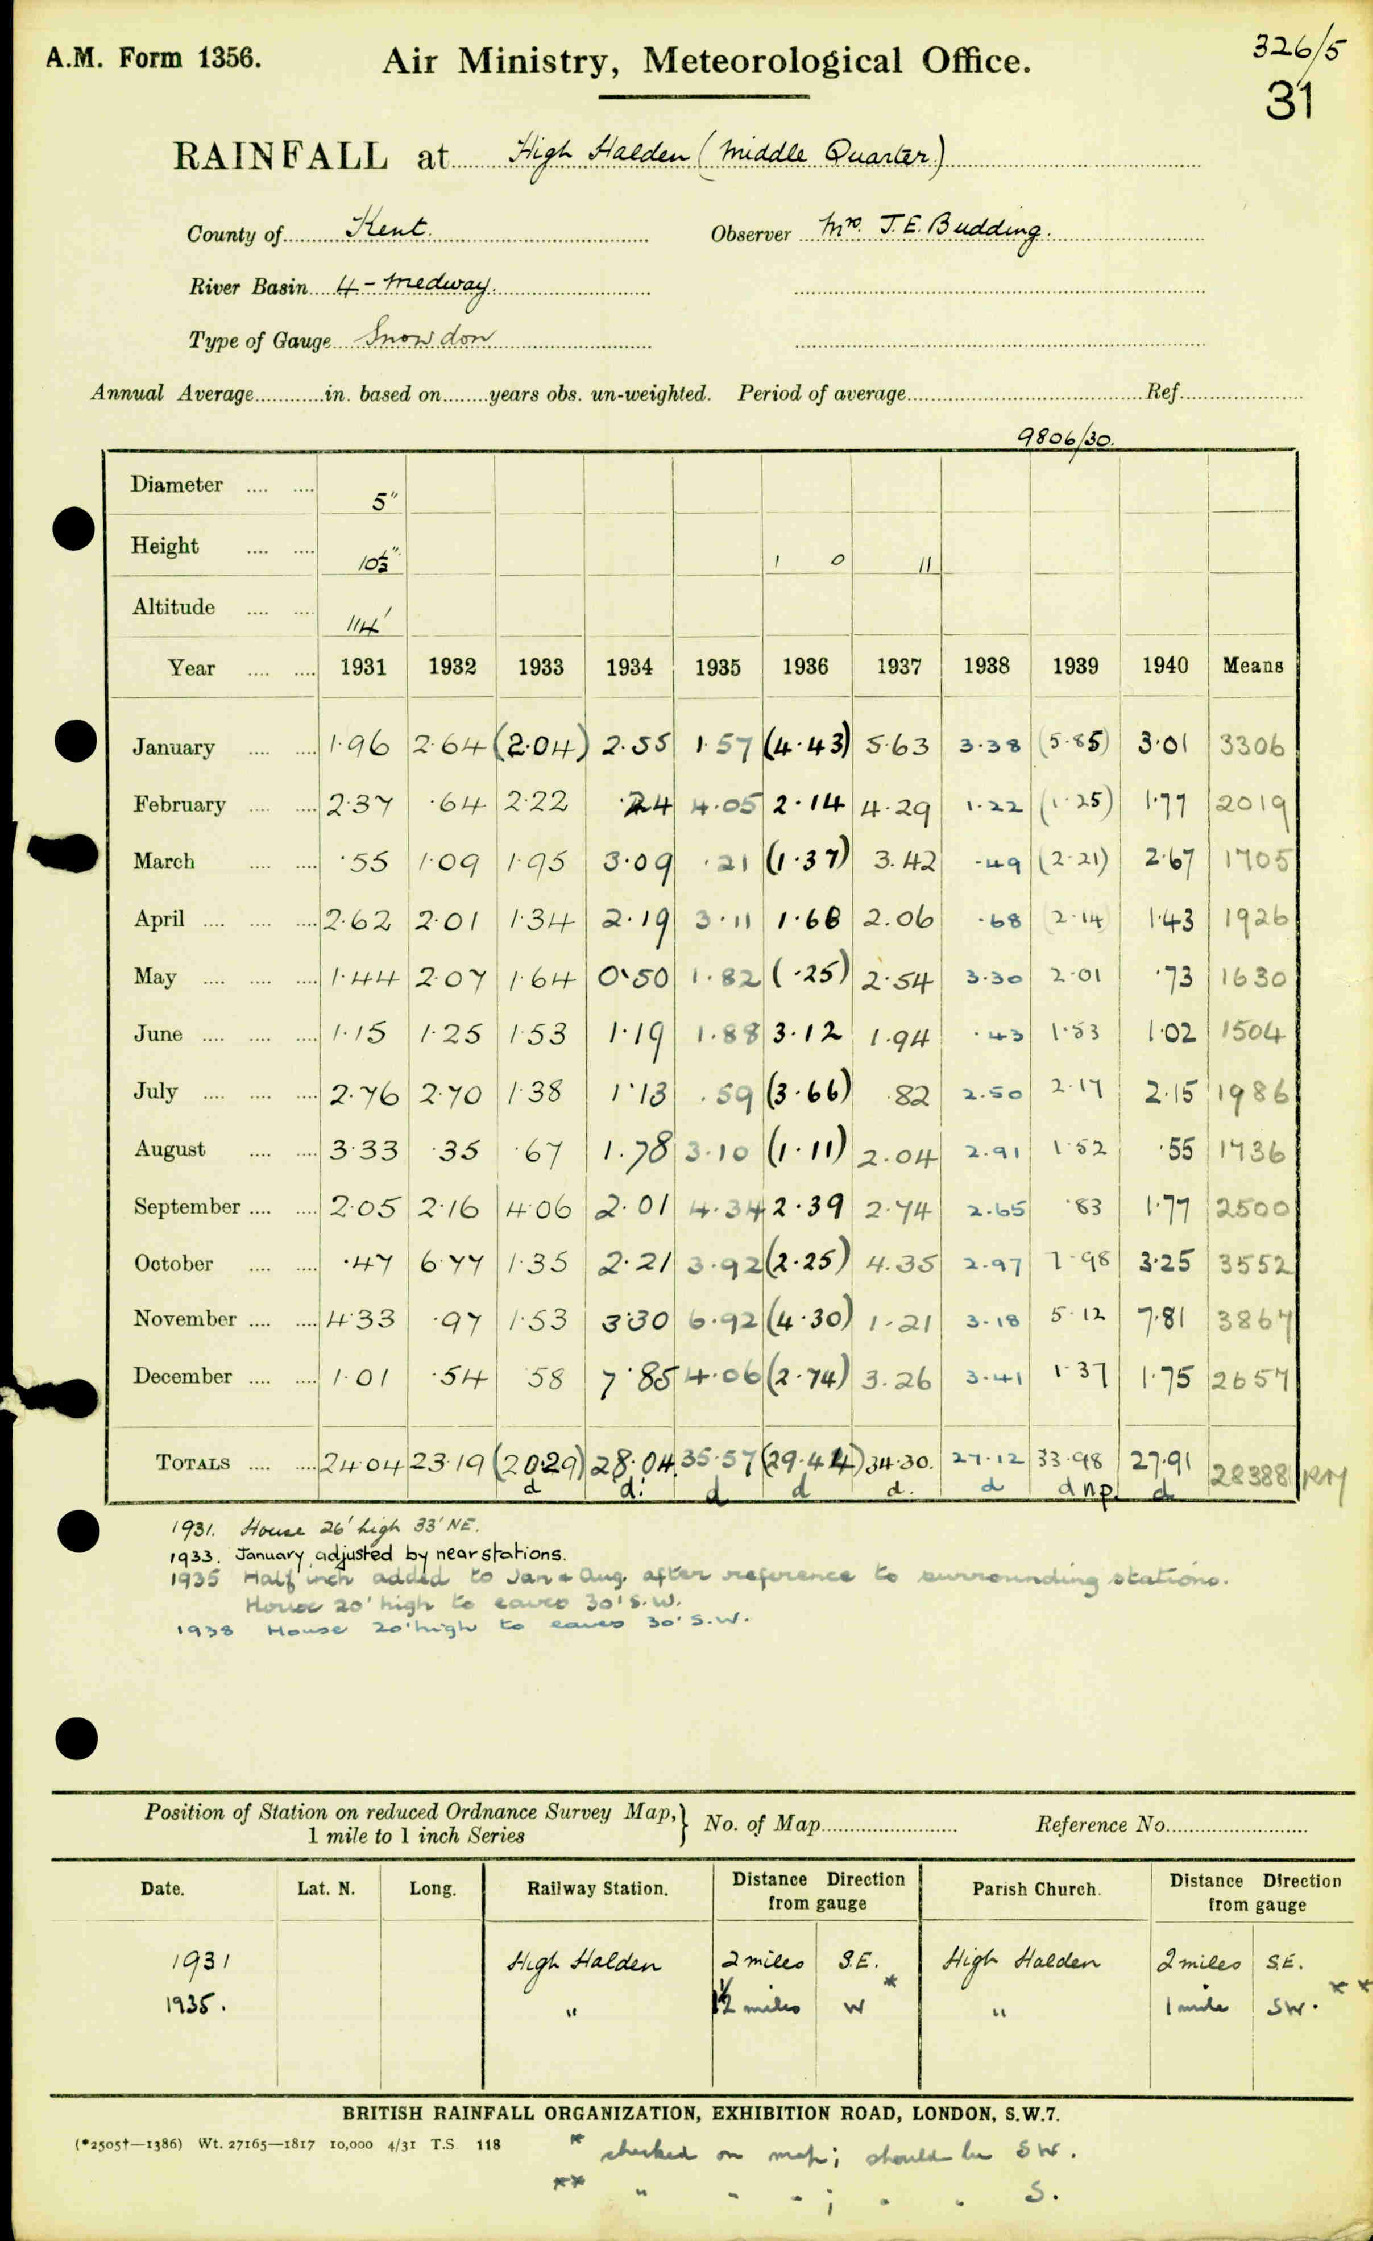 A.M. Form 1356.
Air Ministry, Meteorological Office.
326/5
31
RAINFALL at High Halden (Middle Quarter)
County of Kent. Observer Mrs. J.E. Budding.
River Basin 4 - Medway.
Type of Gauge Snowdon
Annual Average in. based on years obs. un-weighted. Period of average Ref.
9806/30.
Diameter 5"
Height 10½" 1 0 11
Altitude 114'
Year 1931 1932 1933 1934 1935 1936 1937 1938 1939 1940 Means
January 1.96 2.64 (2.04) 2.55 1.57 (4.43) 5.63 3.38 (5.85) 3.01 3306
February 2.37 .64 2.22 .24 4.05 2.14 4.29 1.22 (1.25) 1.77 2019
March .55 1.09 1.95 3.09 .21 (1.37) 3.42 .49 (2.21) 2.67 1705
April 2.62 2.01 1.34 2.19 3.11 1.68 2.06 .68 (2.14) 1.43 1926
May 1.44 2.07 1.64 0.50 1.82 (.25) 2.54 3.30 2.01 .73 1630
June 1.15 1.25 1.53 1.19 1.88 3.12 1.94 .43 1.53 1.02 1504
July 2.76 2.70 1.38 1.13 .59 (3.66) .82 2.50 2.17 2.15 1986
August 3.33 .35 .67 1.78 3.10 (1.11) 2.04 2.91 1.52 .55 1736
September 2.05 2.16 4.06 2.01 4.34 2.39 2.74 2.65 .83 1.77 2500
October .47 6.77 1.35 2.21 3.92 (2.25) 4.35 2.97 7.98 3.25 3552
November 4.33 .97 1.53 3.30 6.92 (4.30) 1.21 3.18 5.12 7.81 3867
December 1.01 .54 .58 7.85 4.06 (2.74) 3.26 3.41 1.37 1.75 2657
TOTALS 24.04 23.19 (20.29) 28.04 35.57 (29.44) 34.30. 27.12 33.98 27.91 28388
d d. d d d. d d np. d
1931. House 26' high 33' NE.
1933. January adjusted by near stations.
1935 Half inch added to Jan & Aug. after reference to surrounding stations.
House 20' high to eaves 30' S.W.
1938 House 20' high to eaves 30' S.W.
Position of Station on reduced Ordnance Survey Map, } No. of Map Reference No.
1 mile to 1 inch Series
Date. Lat. N. Long. Railway Station. Distance Direction from gauge Parish Church. Distance Direction from gauge
1931 High Halden 2 miles S.E. High Halden 2 miles S.E.
1935. " 1½ miles W * " 1 mile SW. **
BRITISH RAINFALL ORGANIZATION, EXHIBITION ROAD, LONDON, S.W.7.
(*2505†—1386) Wt. 27165—1817 10,000 4/31 T.S. 118
* checked on map; should be SW.
** " " " ; " " S.